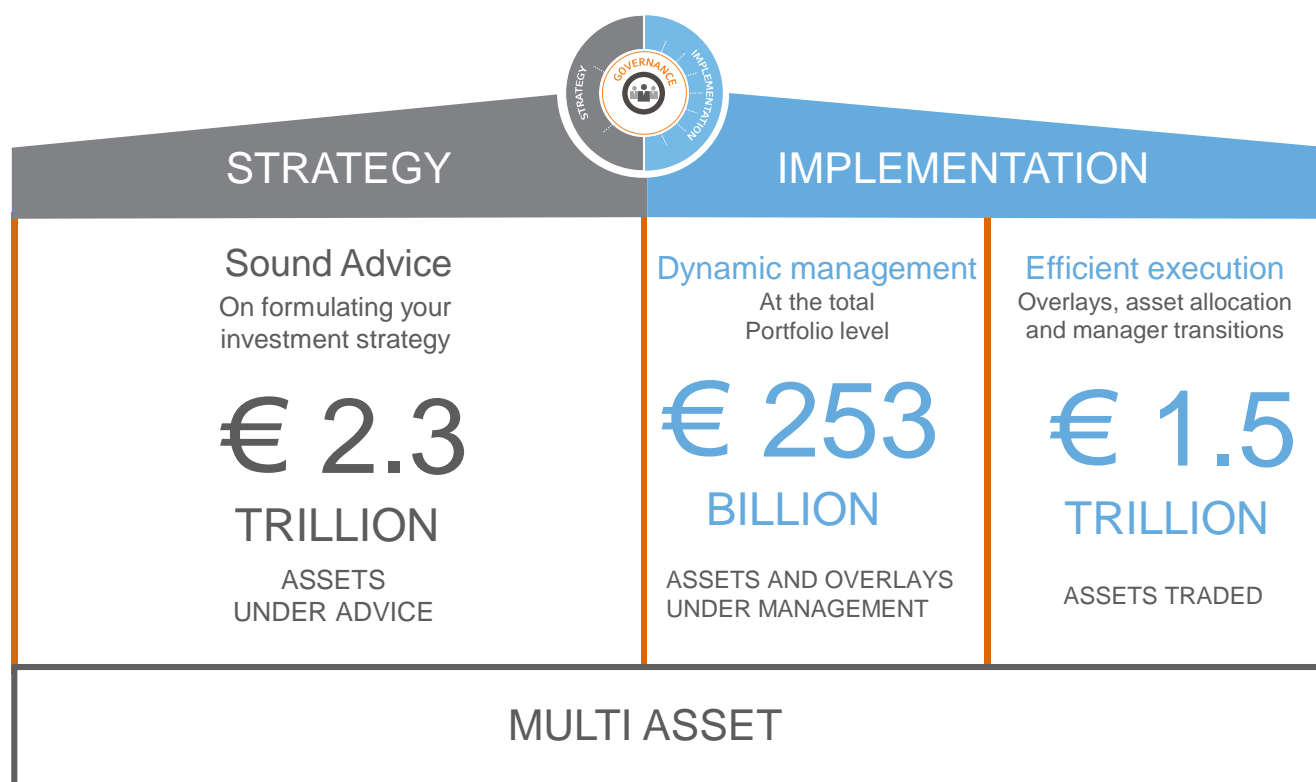 STRATEGY
GOVERNANCE
IMPLEMENTATION
STRATEGY
IMPLEMENTATION
Sound Advice
On formulating your
investment strategy
€ 2.3
TRILLION
ASSETS
UNDER ADVICE
Dynamic management
At the total
Portfolio level
€ 253
BILLION
ASSETS AND OVERLAYS
UNDER MANAGEMENT
Efficient execution
Overlays, asset allocation
and manager transitions
€ 1.5
TRILLION
ASSETS TRADED
MULTI ASSET